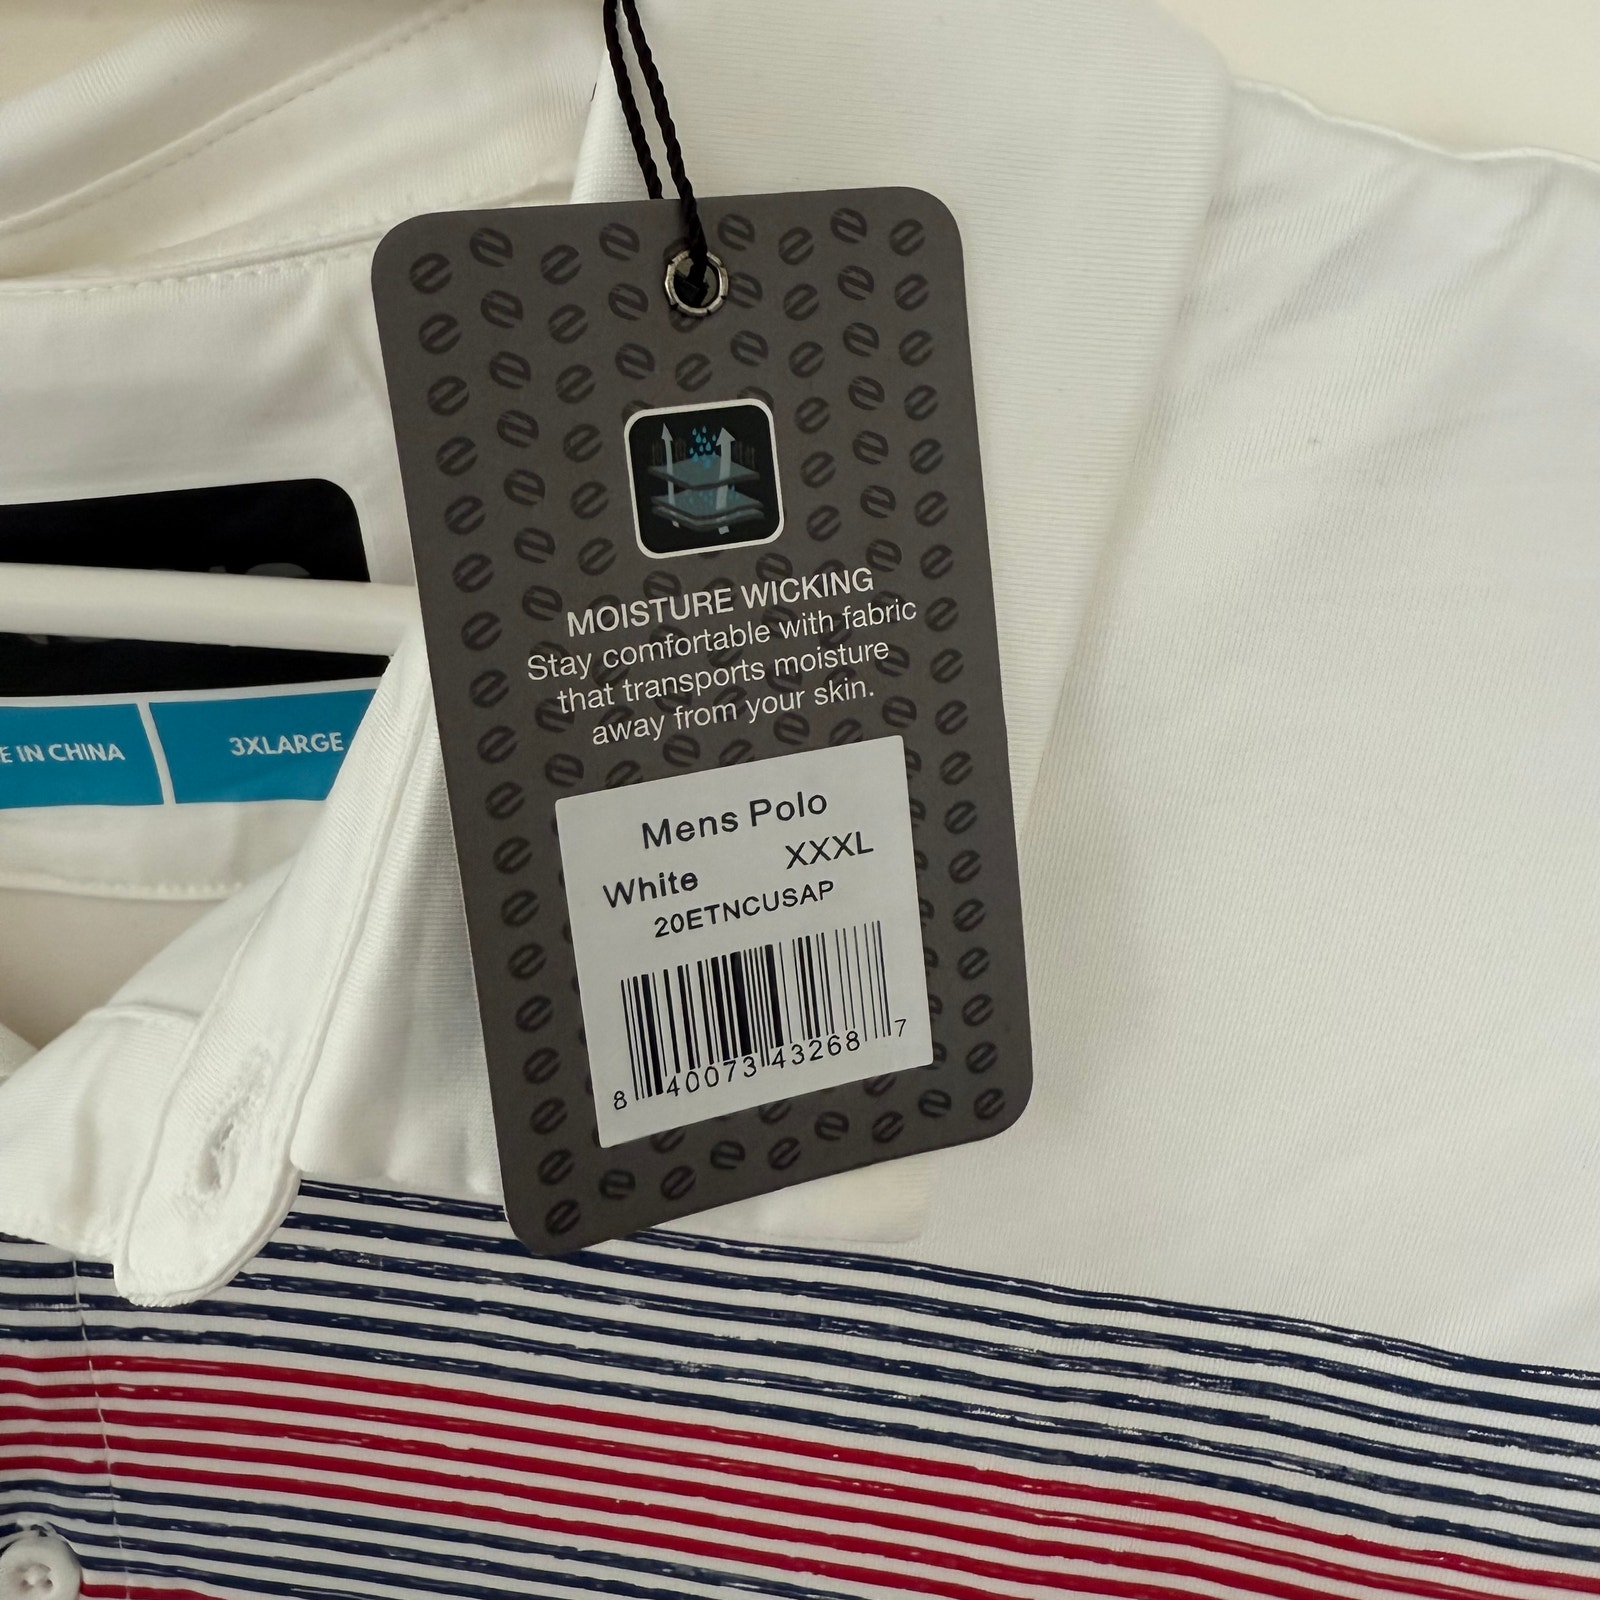 MOISTURE WICKING
Stay comfortable with fabric
that transports moisture
away from your skin.
Mens Polo
White XXXL
20ETNCUSAP
8 40073 43268 7
IN CHINA
3XLARGE